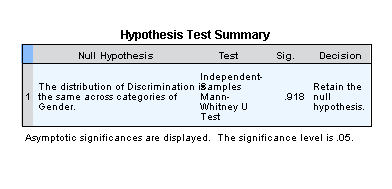 Hypothesis Test Summary
Null Hypothesis Test Sig. Decision
1 The distribution of Discrimination is the same across categories of Gender. Independent-Samples Mann-Whitney U Test .918 Retain the null hypothesis.
Asymptotic significances are displayed. The significance level is .05.